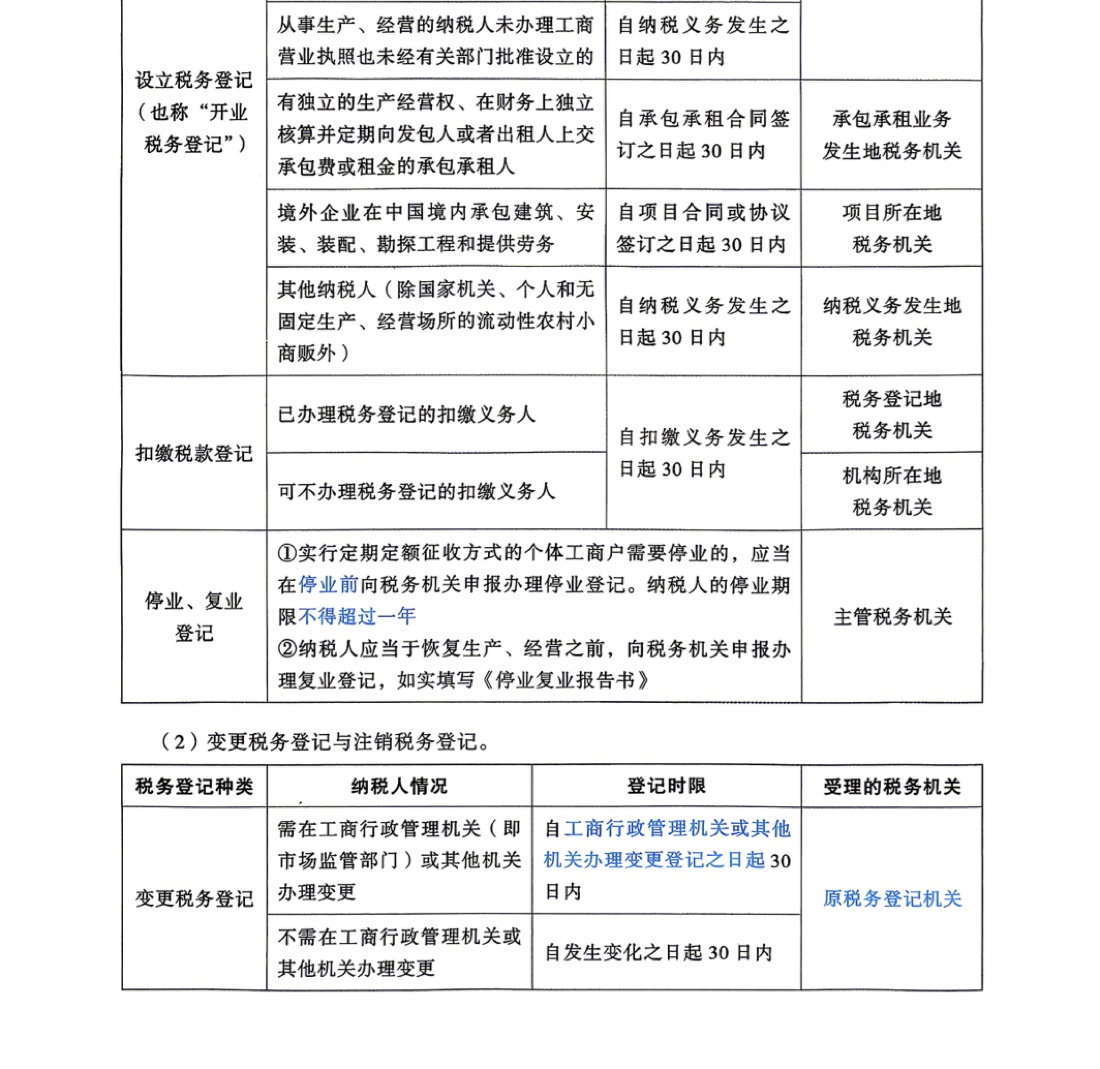 从事生产、经营的纳税人未办理工商
营业执照也未经有关部门批准设立的
自纳税义务发生之
日起 30 日内
设立税务登记
（也称“开业
税务登记”）
有独立的生产经营权、在财务上独立
核算并定期向发包人或者出租人上交
承包费或租金的承包承租人
自承包承租合同签
订之日起 30 日内
承包承租业务
发生地税务机关
境外企业在中国境内承包建筑、安
装、装配、勘探工程和提供劳务
自项目合同或协议
签订之日起 30 日内
项目所在地
税务机关
其他纳税人（除国家机关、个人和无
固定生产、经营场所的流动性农村小
商贩外）
自纳税义务发生之
日起 30 日内
纳税义务发生地
税务机关
扣缴税款登记
已办理税务登记的扣缴义务人
自扣缴义务发生之
日起 30 日内
税务登记地
税务机关
可不办理税务登记的扣缴义务人
机构所在地
税务机关
停业、复业
登记
①实行定期定额征收方式的个体工商户需要停业的，应当
在停业前向税务机关申报办理停业登记。纳税人的停业期
限不得超过一年
②纳税人应当于恢复生产、经营之前，向税务机关申报办
理复业登记，如实填写《停业复业报告书》
主管税务机关
（2）变更税务登记与注销税务登记。
税务登记种类
纳税人情况
登记时限
受理的税务机关
变更税务登记
需在工商行政管理机关（即
市场监管部门）或其他机关
办理变更
自工商行政管理机关或其他
机关办理变更登记之日起 30
日内
原税务登记机关
不需在工商行政管理机关或
其他机关办理变更
自发生变化之日起 30 日内